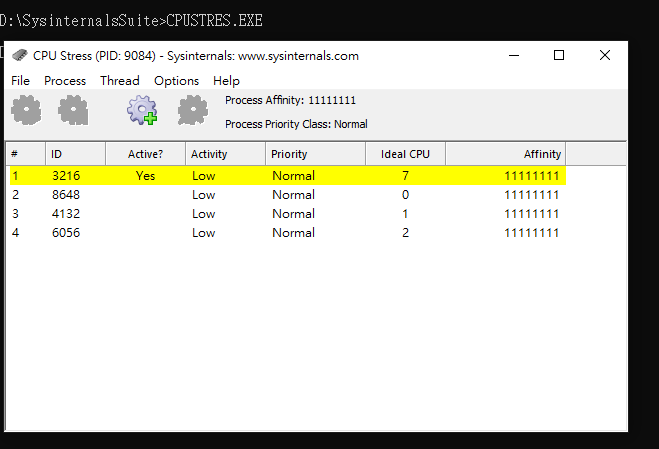 D:\SysinternalsSuite>CPUSTRES.EXE
CPU Stress (PID: 9084) - Sysinternals: www.sysinternals.com
File Process Thread Options Help
Process Affinity: 11111111
Process Priority Class: Normal
# ID Active? Activity Priority Ideal CPU Affinity
1 3216 Yes Low Normal 7 11111111
2 8648 Low Normal 0 11111111
3 4132 Low Normal 1 11111111
4 6056 Low Normal 2 11111111